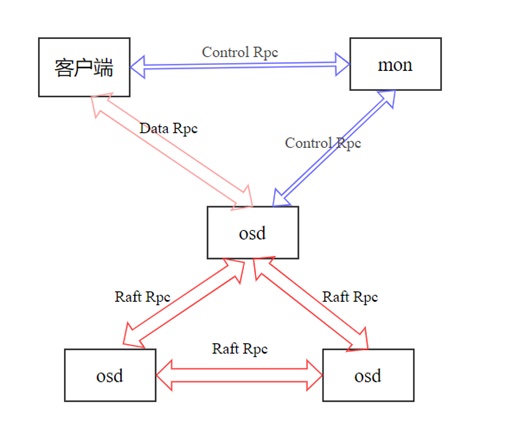 Control Rpc
客户端
mon
Data Rpc
Control Rpc
osd
Raft Rpc
Raft Rpc
Raft Rpc
osd
osd